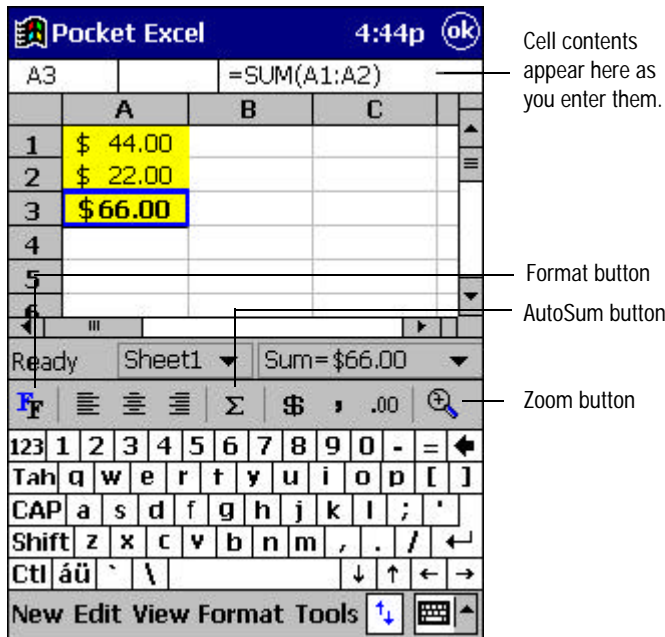 Pocket Excel 4:44p ok
A3 =SUM(A1:A2)
Cell contents
appear here as
you enter them.
A B C
1 $ 44.00
2 $ 22.00
3 $66.00
4
5
6
Format button
AutoSum button
Ready Sheet1 Sum=$66.00
FF Σ $ , .00
Zoom button
123 1 2 3 4 5 6 7 8 9 0 - =
Tah q w e r t y u i o p [ ]
CAP a s d f g h j k l ; '
Shift z x c v b n m , . /
Ctl áü ` \ ↓ ↑ ← →
New Edit View Format Tools